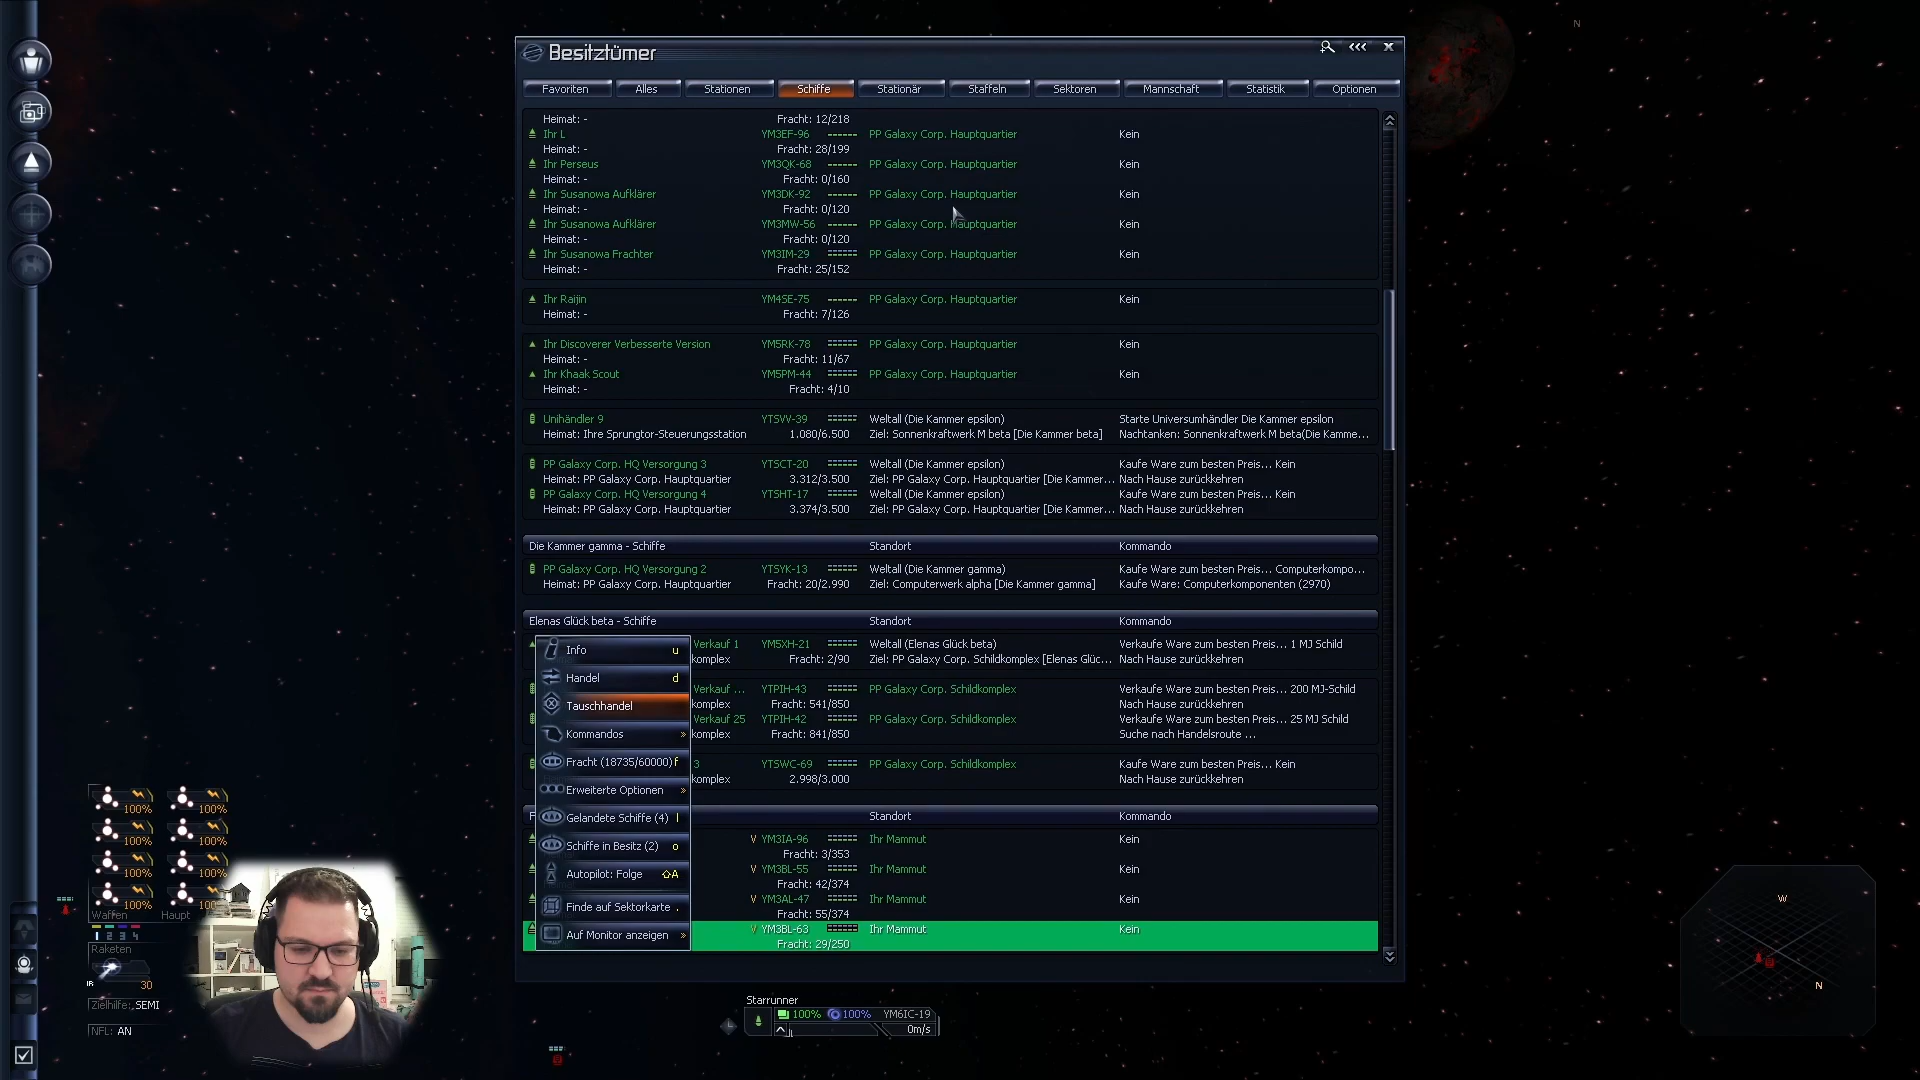 N
Besitztümer
Favoriten Alles Stationen Schiffe Stationär Staffeln Sektoren Mannschaft Statistik Optionen
Heimat: - Fracht: 12/218
Ihr L YM3EF-96 PP Galaxy Corp. Hauptquartier Kein
Heimat: - Fracht: 28/199
Ihr Perseus YM3QK-68 PP Galaxy Corp. Hauptquartier Kein
Heimat: - Fracht: 0/160
Ihr Susanowa Aufklärer YM3DK-92 PP Galaxy Corp. Hauptquartier Kein
Heimat: - Fracht: 0/120
Ihr Susanowa Aufklärer YM3MW-56 PP Galaxy Corp. Hauptquartier Kein
Heimat: - Fracht: 0/120
Ihr Susanowa Frachter YM3IM-29 PP Galaxy Corp. Hauptquartier Kein
Heimat: - Fracht: 25/152
Ihr Raijin YM4SE-75 PP Galaxy Corp. Hauptquartier Kein
Heimat: - Fracht: 7/126
Ihr Discoverer Verbesserte Version YM5RK-78 PP Galaxy Corp. Hauptquartier Kein
Heimat: - Fracht: 11/67
Ihr Khaak Scout YM5PM-44 PP Galaxy Corp. Hauptquartier Kein
Heimat: - Fracht: 4/10
Unihändler 9 YTSVV-39 Weltall (Die Kammer epsilon) Starte Universumhändler Die Kammer epsilon
Heimat: Ihre Sprungtor-Steuerungsstation 1.080/6.500 Ziel: Sonnenkraftwerk M beta [Die Kammer beta] Nachtanken: Sonnenkraftwerk M beta(Die Kamme...
PP Galaxy Corp. HQ Versorgung 3 YTSCT-20 Weltall (Die Kammer epsilon) Kaufe Ware zum besten Preis... Kein
Heimat: PP Galaxy Corp. Hauptquartier 3.312/3.500 Ziel: PP Galaxy Corp. Hauptquartier [Die Kammer... Nach Hause zurückkehren
PP Galaxy Corp. HQ Versorgung 4 YTSHT-17 Weltall (Die Kammer epsilon) Kaufe Ware zum besten Preis... Kein
Heimat: PP Galaxy Corp. Hauptquartier 3.374/3.500 Ziel: PP Galaxy Corp. Hauptquartier [Die Kammer... Nach Hause zurückkehren
Die Kammer gamma - Schiffe Standort Kommando
PP Galaxy Corp. HQ Versorgung 2 YTSYK-13 Weltall (Die Kammer gamma) Kaufe Ware zum besten Preis... Computerkompo...
Heimat: PP Galaxy Corp. Hauptquartier Fracht: 20/2.990 Ziel: Computerwerk alpha [Die Kammer gamma] Kaufe Ware: Computerkomponenten (2970)
Elenas Glück beta - Schiffe Standort Kommando
Verkauf 1 YM5XH-21 Weltall (Elenas Glück beta) Verkaufe Ware zum besten Preis... 1 MJ Schild
komplex Fracht: 2/90 Ziel: PP Galaxy Corp. Schildkomplex [Elenas Glüc... Nach Hause zurückkehren
Verkauf ... YTPIH-43 PP Galaxy Corp. Schildkomplex Verkaufe Ware zum besten Preis... 200 MJ-Schild
komplex Fracht: 541/850 Nach Hause zurückkehren
Verkauf 25 YTPIH-42 PP Galaxy Corp. Schildkomplex Verkaufe Ware zum besten Preis... 25 MJ Schild
komplex Fracht: 841/850 Suche nach Handelsroute ...
3 YTSWC-69 PP Galaxy Corp. Schildkomplex Kaufe Ware zum besten Preis... Kein
komplex 2.998/3.000 Nach Hause zurückkehren
F Standort Kommando
V YM3IA-96 Ihr Mammut Kein
Fracht: 3/353
V YM3BL-55 Ihr Mammut Kein
Fracht: 42/374
V YM3AL-47 Ihr Mammut Kein
Fracht: 55/374
V YM3BL-63 Ihr Mammut Kein
Fracht: 29/250
Info u
Handel d
Tauschhandel
Kommandos »
Fracht (18735/60000) f
Erweiterte Optionen »
Gelandete Schiffe (4) l
Schiffe in Besitz (2) o
Autopilot: Folge ⇧A
Finde auf Sektorkarte .
Auf Monitor anzeigen »
100% 100%
100% 100%
100% 100%
100% 100
Waffen Haupt
1 2 3 4
Raketen
IR 30
Zielhilfe: SEMI
NFL: AN
Starrunner
100% 100% YM6IC-19
0m/s
W
N